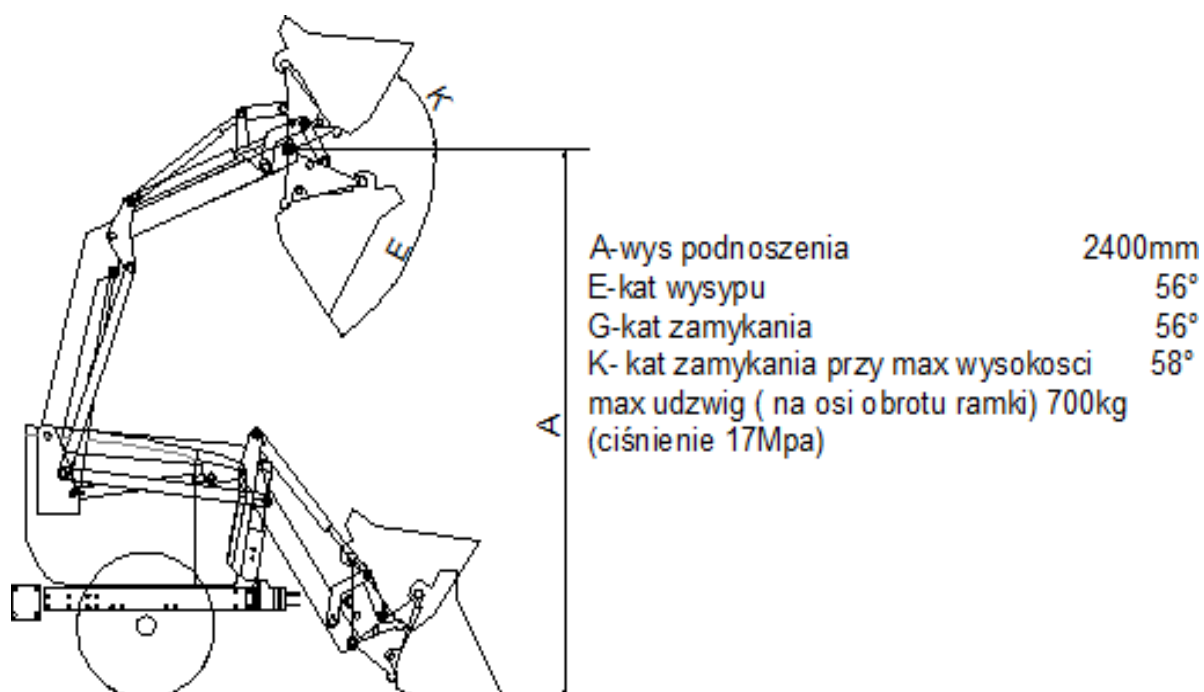 K
E
A
A-wys podnoszenia 2400mm
E-kat wysypu 56°
G-kat zamykania 56°
K- kat zamykania przy max wysokosci 58°
max udzwig ( na osi obrotu ramki) 700kg
(ciśnienie 17Mpa)